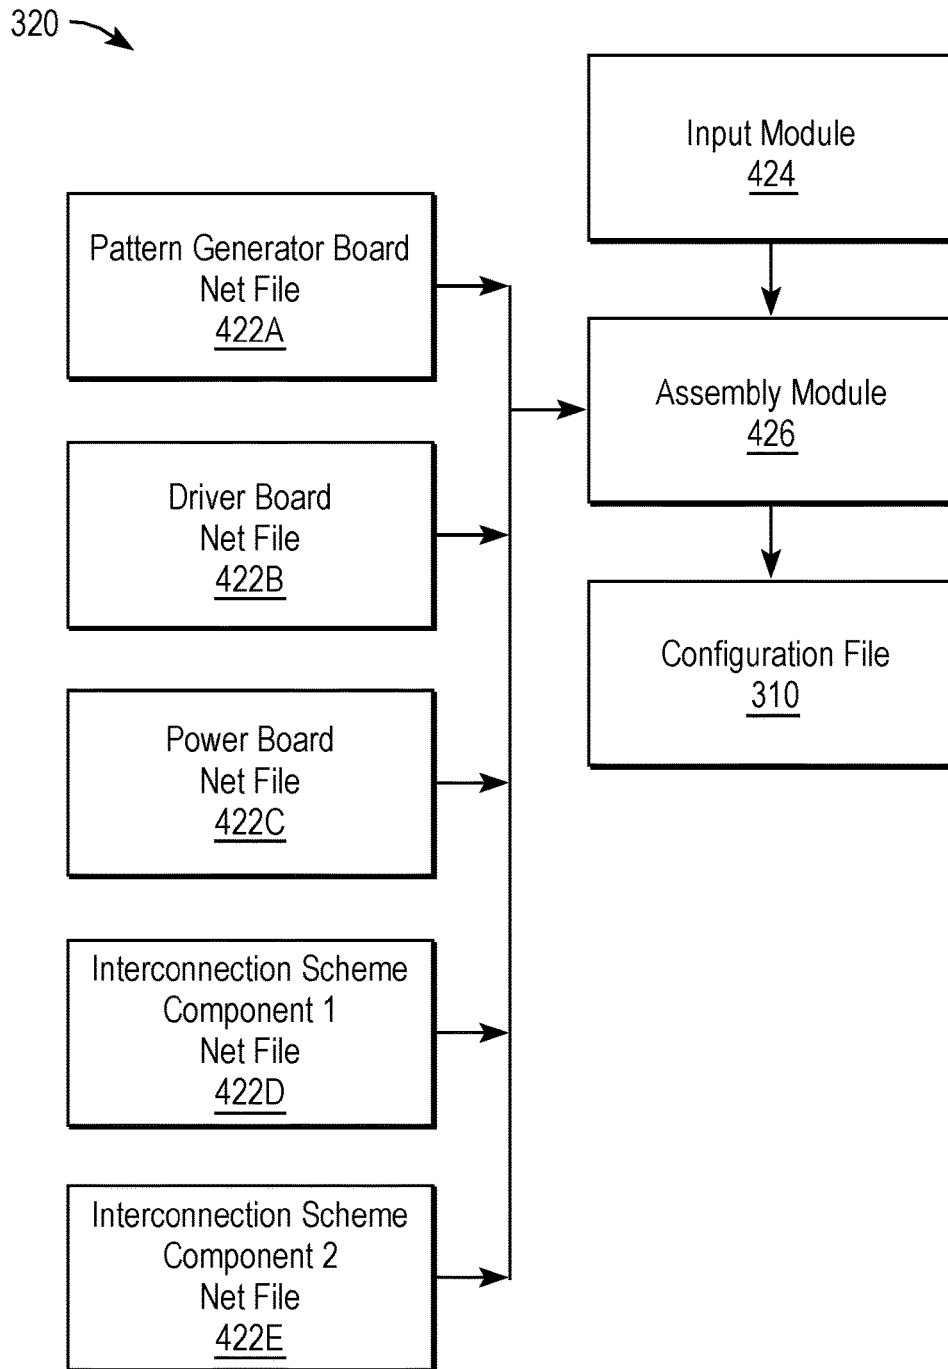 320
Input Module
424
Pattern Generator Board
Net File
422A
Assembly Module
426
Driver Board
Net File
422B
Configuration File
310
Power Board
Net File
422C
Interconnection Scheme
Component 1
Net File
422D
Interconnection Scheme
Component 2
Net File
422E